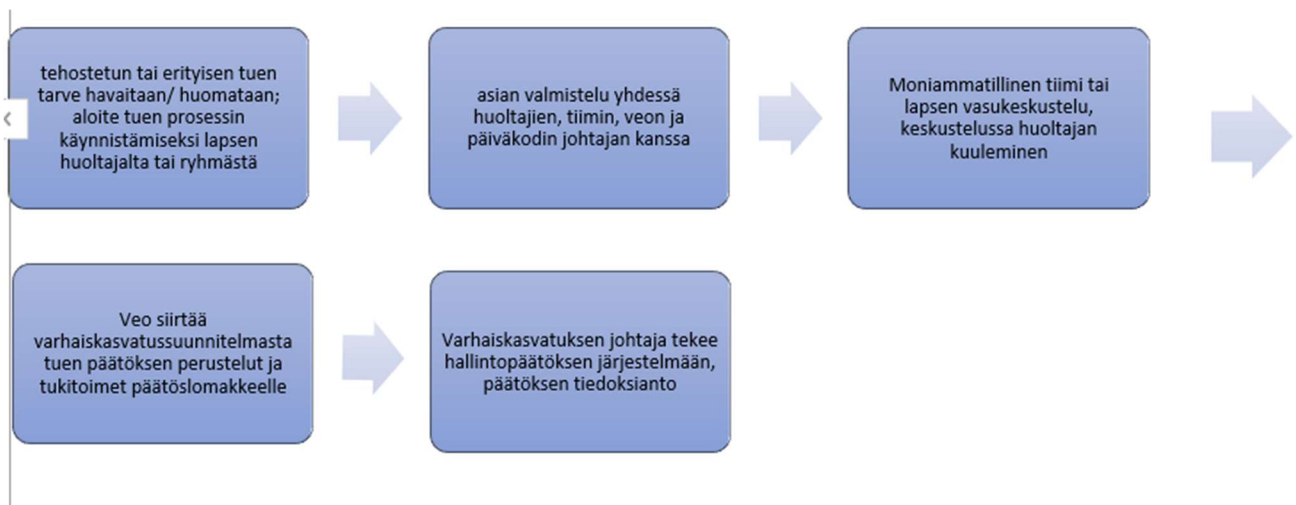 tehostetun tai erityisen tuen
tarve havaitaan/ huomataan;
aloite tuen prosessin
käynnistämiseksi lapsen
huoltajalta tai ryhmästä
asian valmistelu yhdessä
huoltajien, tiimin, veon ja
päiväkodin johtajan kanssa
Moniammatillinen tiimi tai
lapsen vasukeskustelu,
keskustelussa huoltajan
kuuleminen
Veo siirtää
varhaiskasvatussuunnitelmasta
tuen päätöksen perustelut ja
tukitoimet päätöslomakkeelle
Varhaiskasvatuksen johtaja tekee
hallintopäätöksen järjestelmään,
päätöksen tiedoksianto